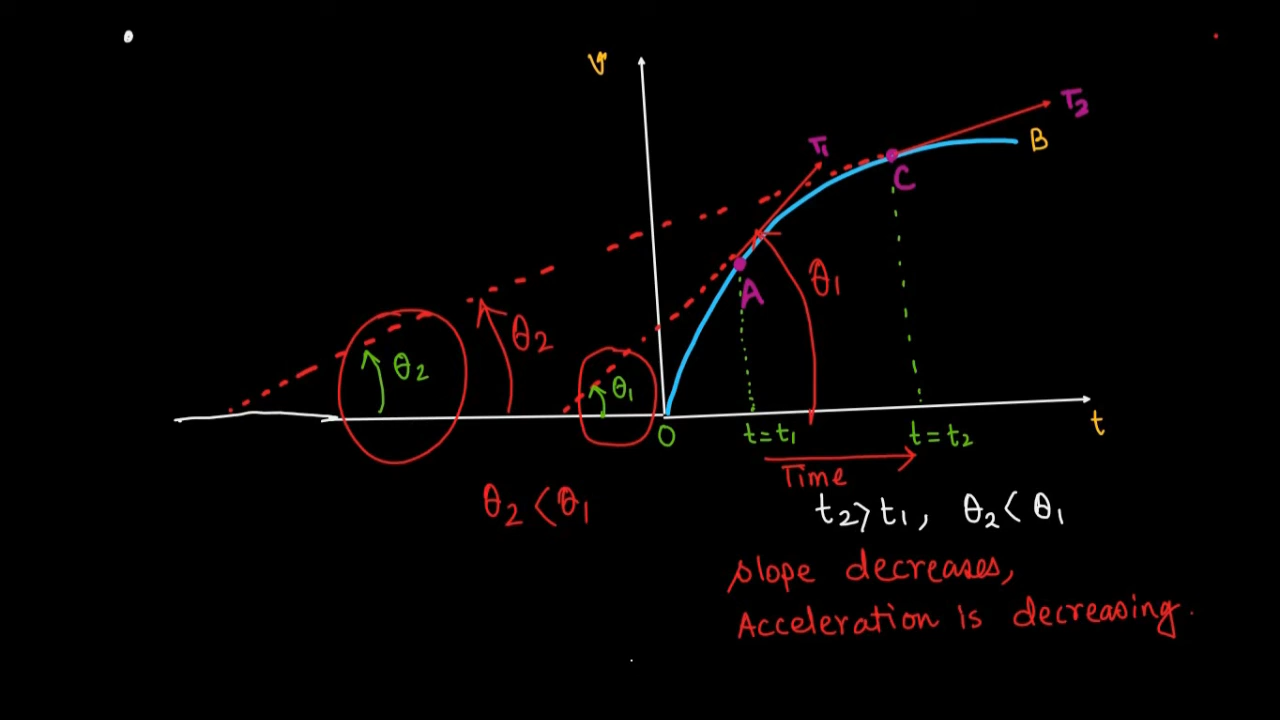 v
T₂
T₁
B
C
A
θ₁
θ₂
θ₂
θ₁
O
t=t₁
t=t₂
t
Time
θ₂<θ₁
t₂>t₁, θ₂<θ₁
slope decreases,
Acceleration is decreasing.